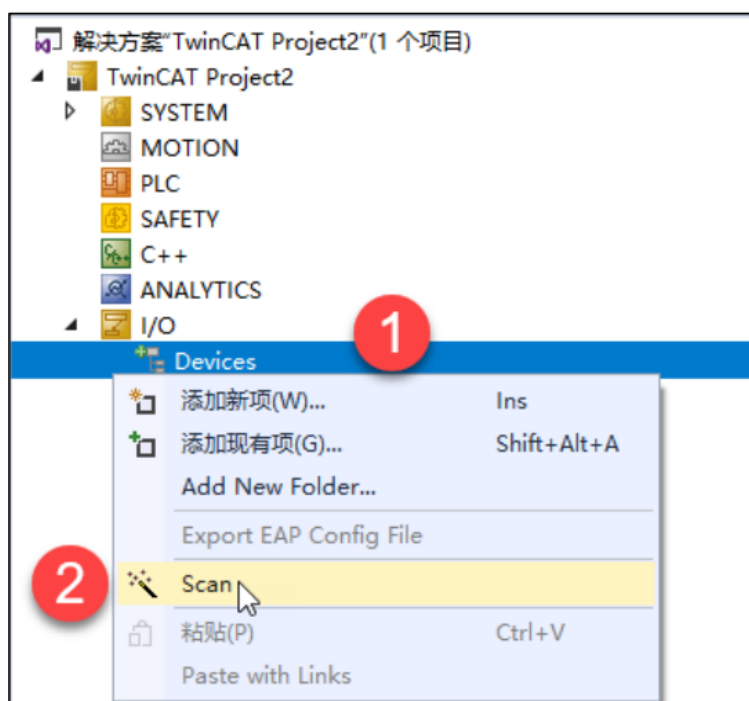 解决方案“TwinCAT Project2”(1 个项目)
TwinCAT Project2
SYSTEM
MOTION
PLC
SAFETY
C++
ANALYTICS
I/O
1
Devices
添加新项(W)... Ins
添加现有项(G)... Shift+Alt+A
Add New Folder...
Export EAP Config File
2 Scan
粘贴(P) Ctrl+V
Paste with Links